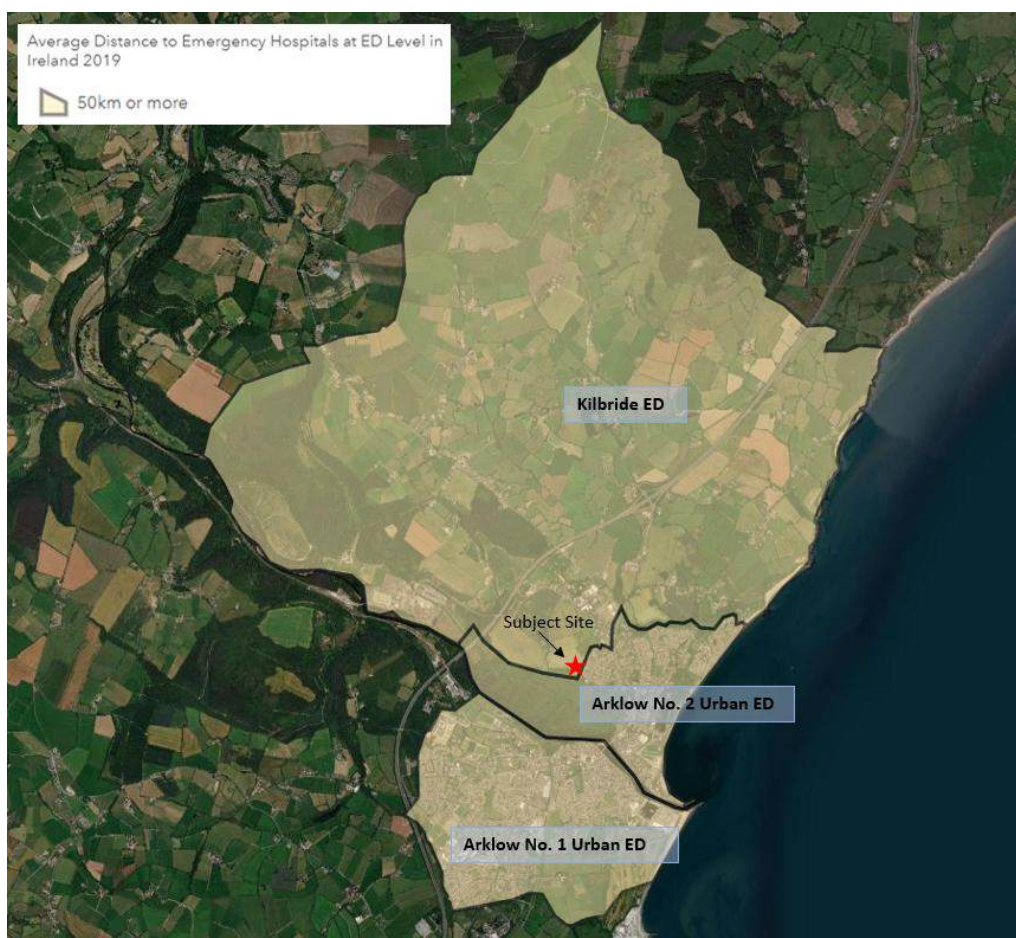 Average Distance to Emergency Hospitals at ED Level in
Ireland 2019
50km or more
Kilbride ED
Subject Site
Arklow No. 2 Urban ED
Arklow No. 1 Urban ED